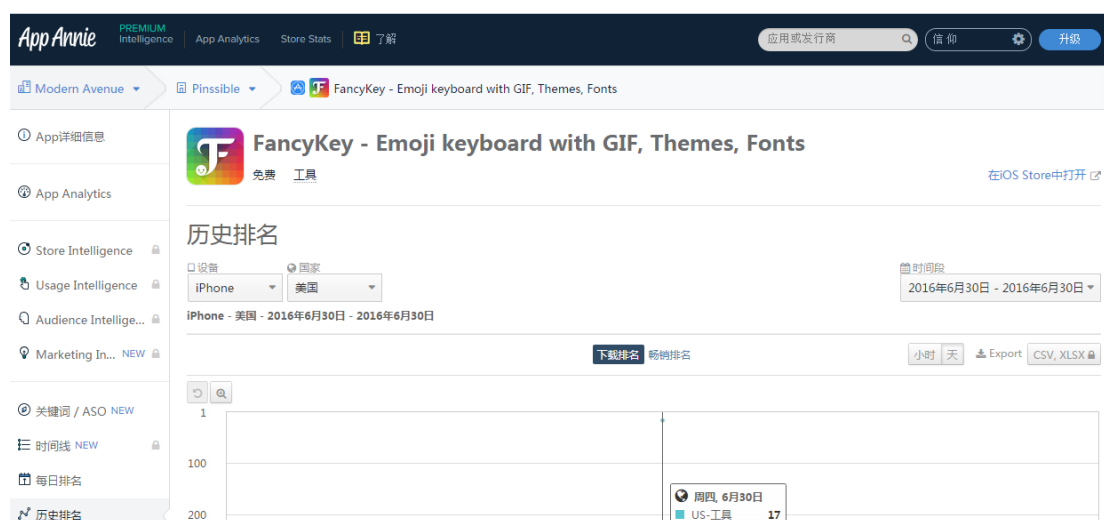 App Annie
PREMIUM
Intelligence App Analytics Store Stats 了解 应用或发行商 信仰 升级
Modern Avenue Pinssible FancyKey - Emoji keyboard with GIF, Themes, Fonts
App详细信息
FancyKey - Emoji keyboard with GIF, Themes, Fonts
免费 工具
在iOS Store中打开
App Analytics
历史排名
Store Intelligence
设备 国家 时间段
Usage Intelligence
iPhone 美国 2016年6月30日 - 2016年6月30日
Audience Intellige...
iPhone - 美国 - 2016年6月30日 - 2016年6月30日
Marketing In... NEW
下载排名 畅销排名 小时 天 Export CSV, XLSX
关键词 / ASO NEW
1
时间线 NEW
100
每日排名
周四, 6月30日
历史排名
200
US-工具 17